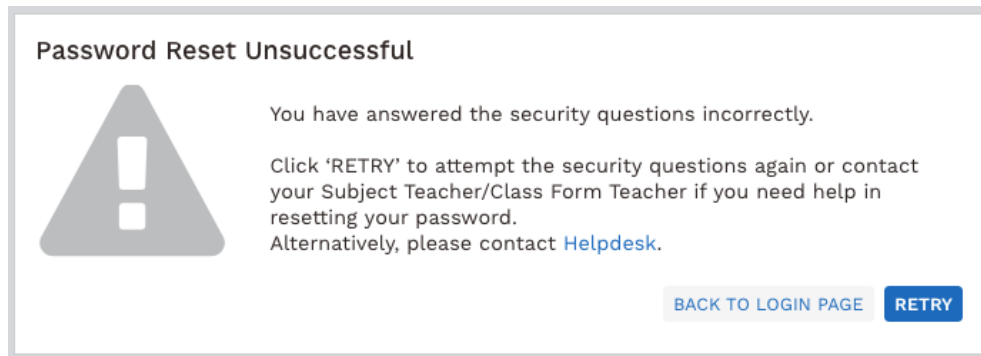 Password Reset Unsuccessful
You have answered the security questions incorrectly.
Click ‘RETRY’ to attempt the security questions again or contact
your Subject Teacher/Class Form Teacher if you need help in
resetting your password.
Alternatively, please contact Helpdesk.
BACK TO LOGIN PAGE RETRY